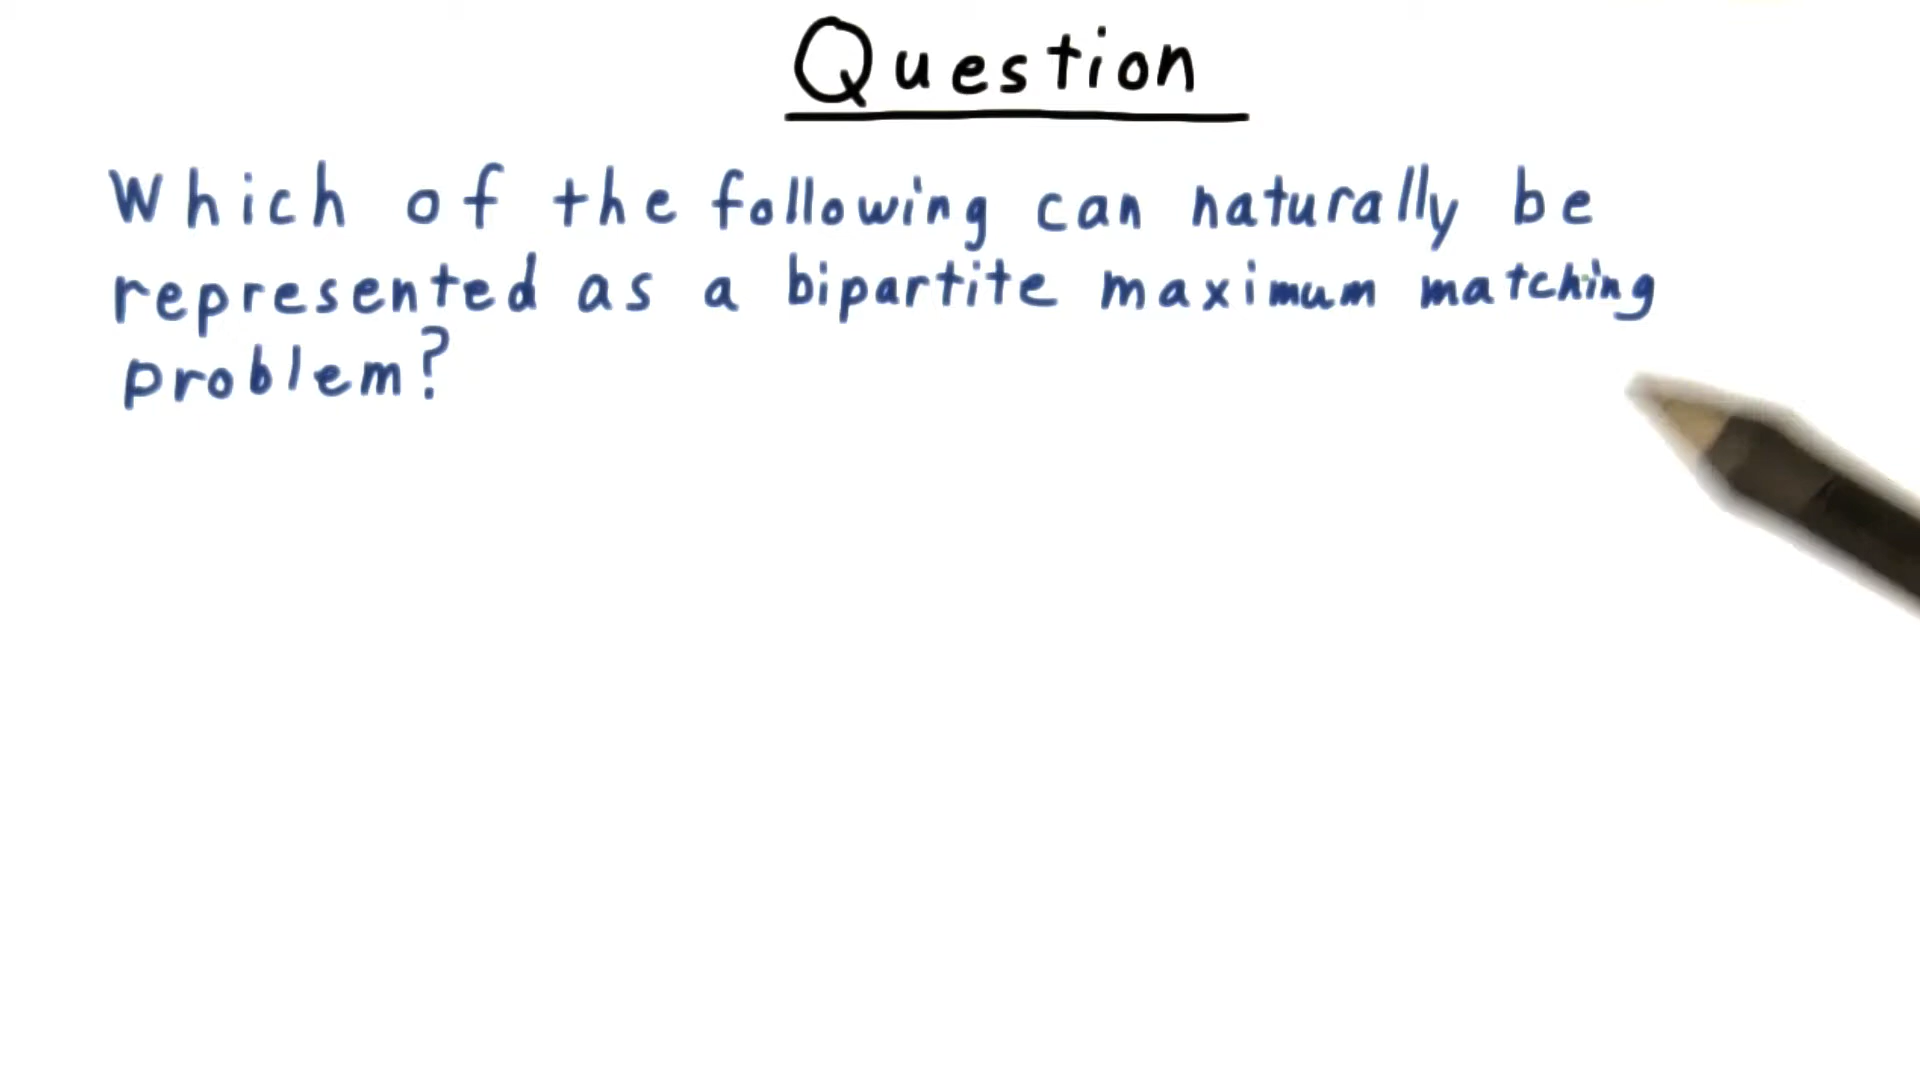 Question
Which of the following can naturally be
represented as a bipartite maximum matching
problem?